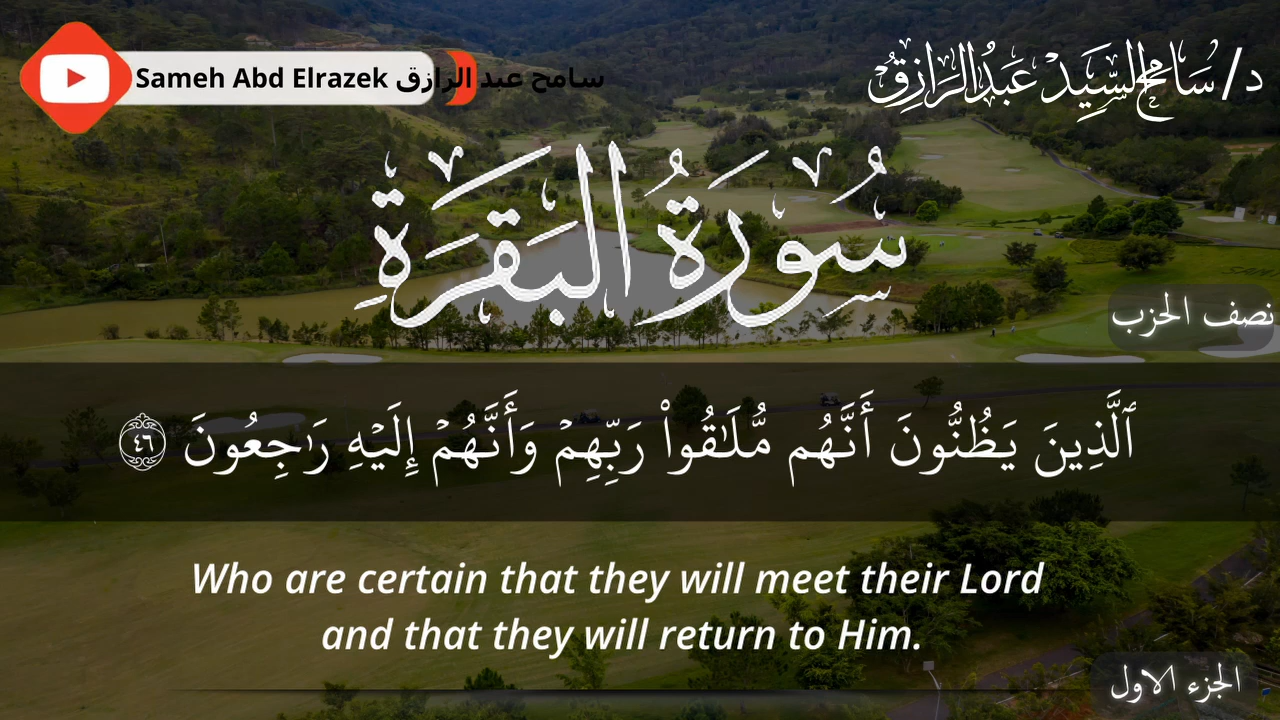 Sameh Abd Elrazek سامح عبد الرازق
د/ سَامِحُ السَّيِّدْ عَبْدُ الرَازِقْ
سُورَةُ البَقَرَةِ
نصف الحزب
ٱلَّذِينَ يَظُنُّونَ أَنَّهُم مُّلَـٰقُوا۟ رَبِّهِمْ وَأَنَّهُمْ إِلَيْهِ رَٰجِعُونَ ٤٦
Who are certain that they will meet their Lord
and that they will return to Him.
الجزء الاول